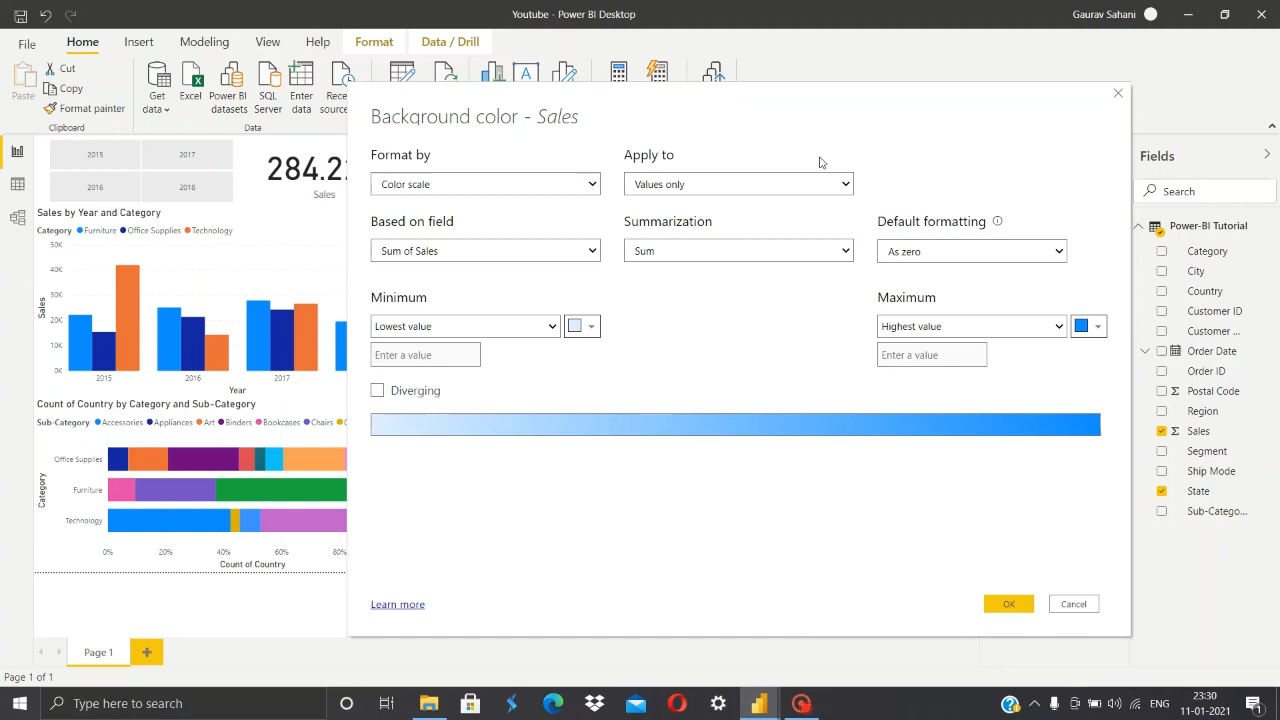 Youtube - Power BI Desktop
Gaurav Sahani
File Home Insert Modeling View Help Format Data / Drill
Paste
Cut
Copy
Format painter
Clipboard
Get data
Excel
Power BI datasets
SQL Server
Enter data
Data
Background color - Sales
Format by
Apply to
Color scale
Values only
Based on field
Summarization
Default formatting
Sum of Sales
Sum
As zero
Minimum
Maximum
Lowest value
Highest value
Enter a value
Enter a value
Diverging
Learn more
OK
Cancel
2015 2017
2016 2018
Sales
Sales by Year and Category
Category Furniture Office Supplies Technology
50K
40K
30K
20K
10K
0K
Sales
2015 2016 2017
Year
Count of Country by Category and Sub-Category
Sub-Category Accessories Appliances Art Binders Bookcases Chairs
Office Supplies
Furniture
Technology
Category
0% 20% 40% 60% 80%
Count of Country
Fields
Search
Power-BI Tutorial
Category
City
Country
Customer ID
Customer ...
Order Date
Order ID
Postal Code
Region
Σ Sales
Segment
Ship Mode
State
Sub-Catego...
Page 1
Page 1 of 1
Type here to search
ENG
23:30
11-01-2021